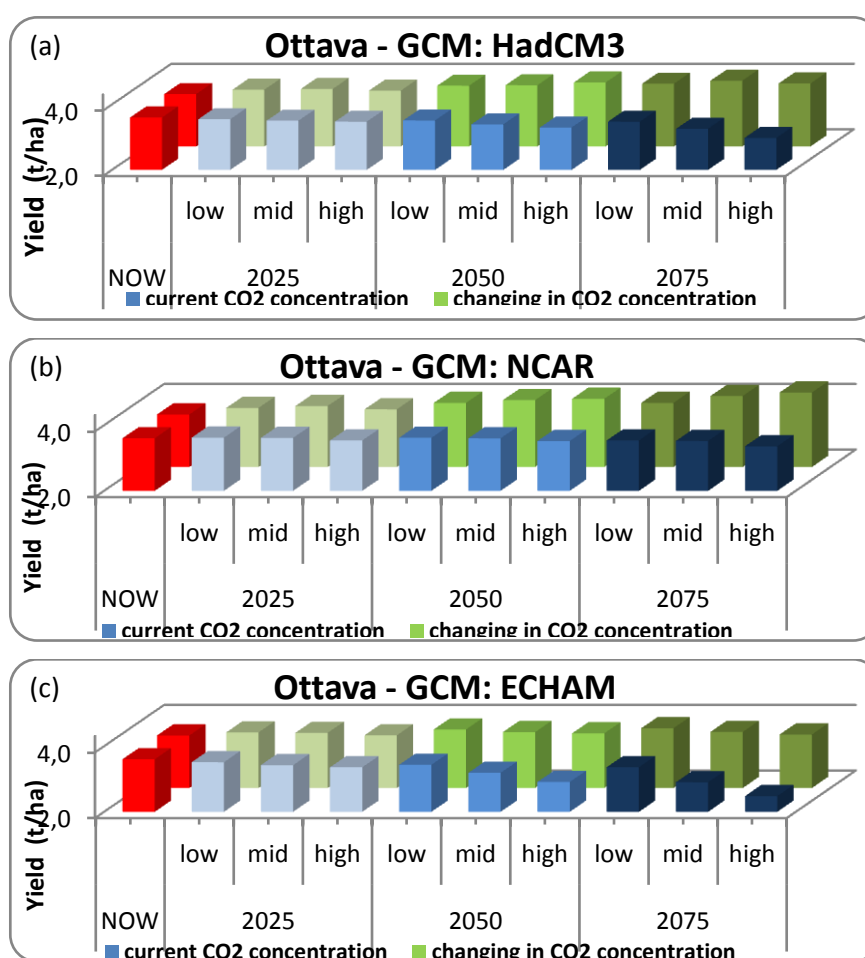 (a) Ottava - GCM: HadCM3
Yield (t/ha)
4,0
2,0
low mid high low mid high low mid high
NOW 2025 2050 2075
current CO2 concentration changing in CO2 concentration
(b) Ottava - GCM: NCAR
Yield (t/ha)
4,0
2,0
low mid high low mid high low mid high
NOW 2025 2050 2075
current CO2 concentration changing in CO2 concentration
(c) Ottava - GCM: ECHAM
Yield (t/ha)
4,0
2,0
low mid high low mid high low mid high
NOW 2025 2050 2075
current CO2 concentration changing in CO2 concentration